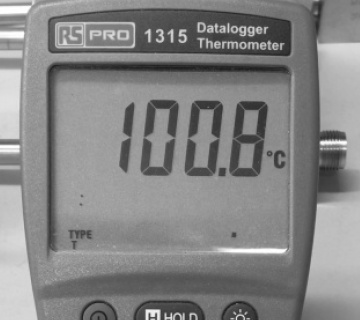 RS PRO 1315 Datalogger
Thermometer
100.8 °C
:
TYPE
T
H HOLD